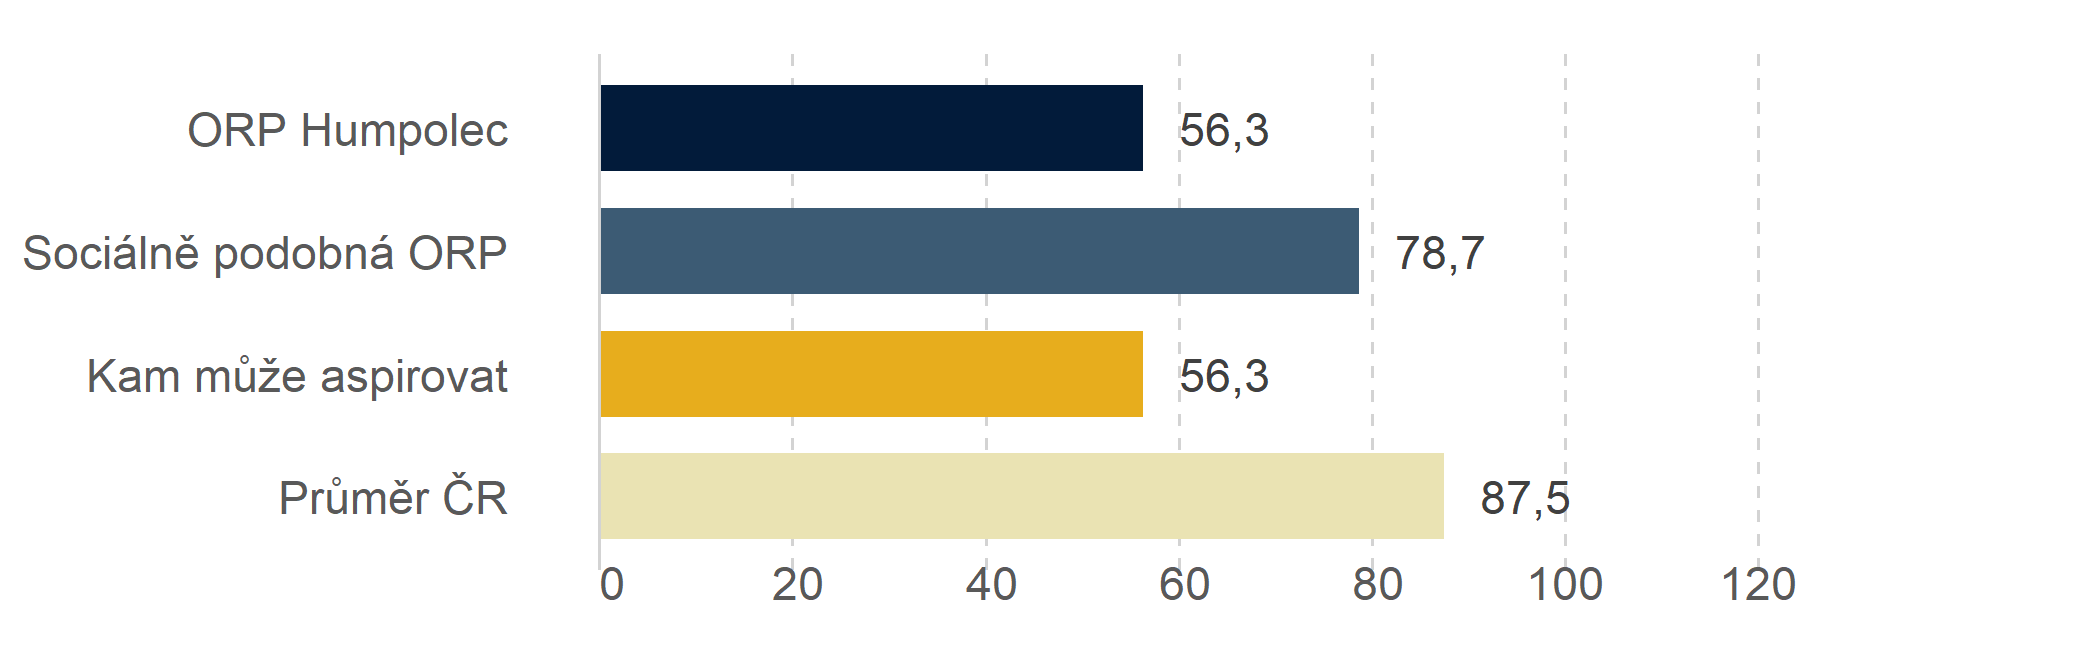 ORP Humpolec 56,3
Sociálně podobná ORP 78,7
Kam může aspirovat 56,3
Průměr ČR 87,5
0 20 40 60 80 100 120